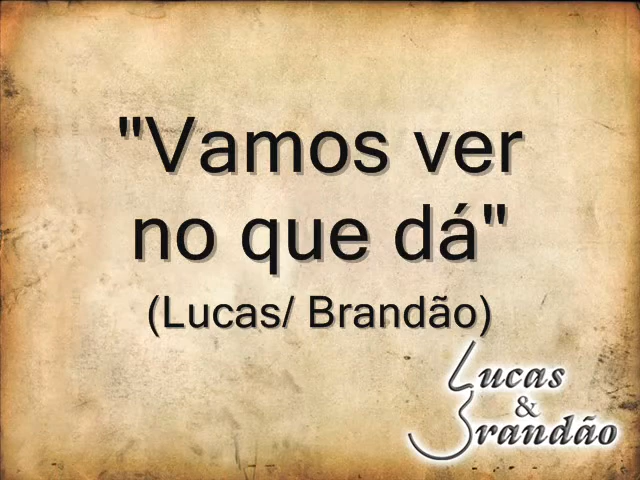 "Vamos ver
no que dá"
(Lucas/ Brandão)
Lucas
&
Brandão